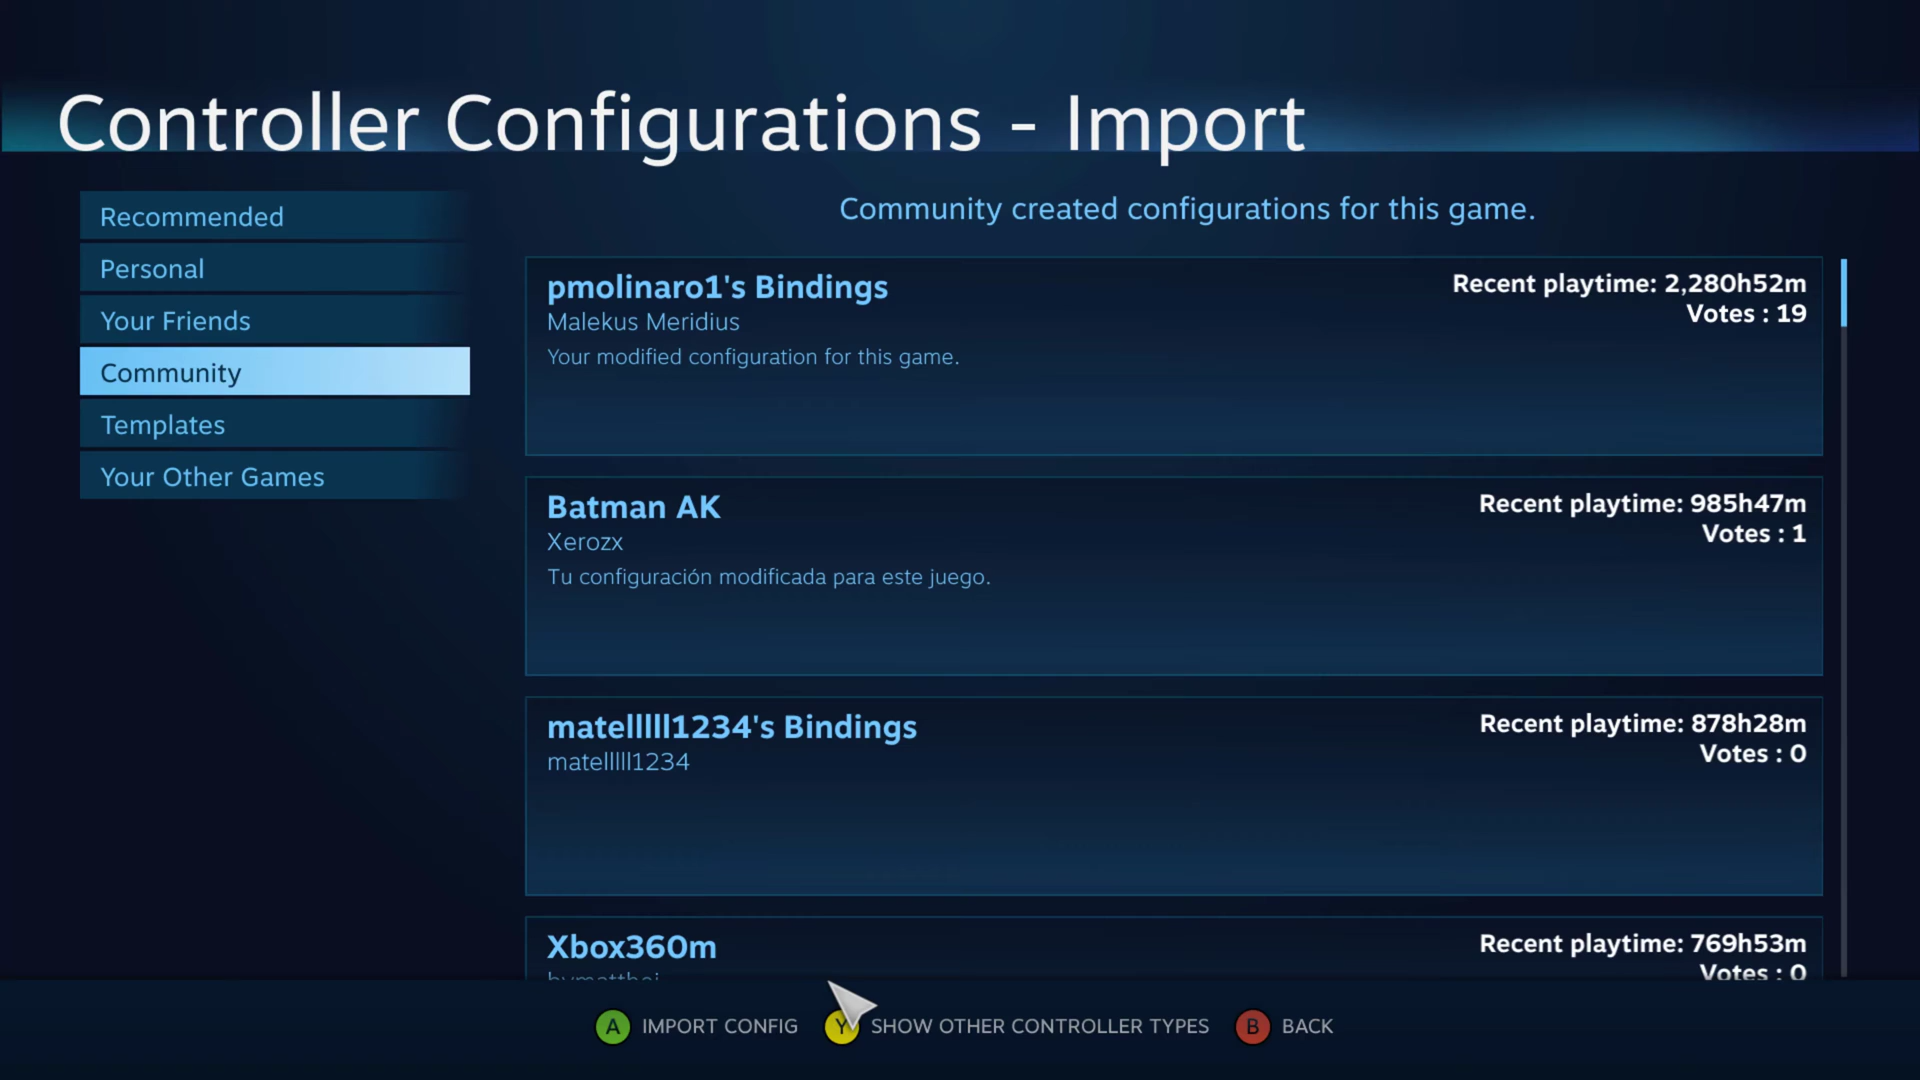 Controller Configurations - Import
Recommended
Personal
Your Friends
Community
Templates
Your Other Games
Community created configurations for this game.
pmolinaro1's Bindings
Malekus Meridius
Your modified configuration for this game.
Recent playtime: 2,280h52m
Votes : 19
Batman AK
Xerozx
Tu configuración modificada para este juego.
Recent playtime: 985h47m
Votes : 1
matelllll1234's Bindings
matelllll1234
Recent playtime: 878h28m
Votes : 0
Xbox360m
Recent playtime: 769h53m
Votes : 0
A IMPORT CONFIG Y SHOW OTHER CONTROLLER TYPES B BACK